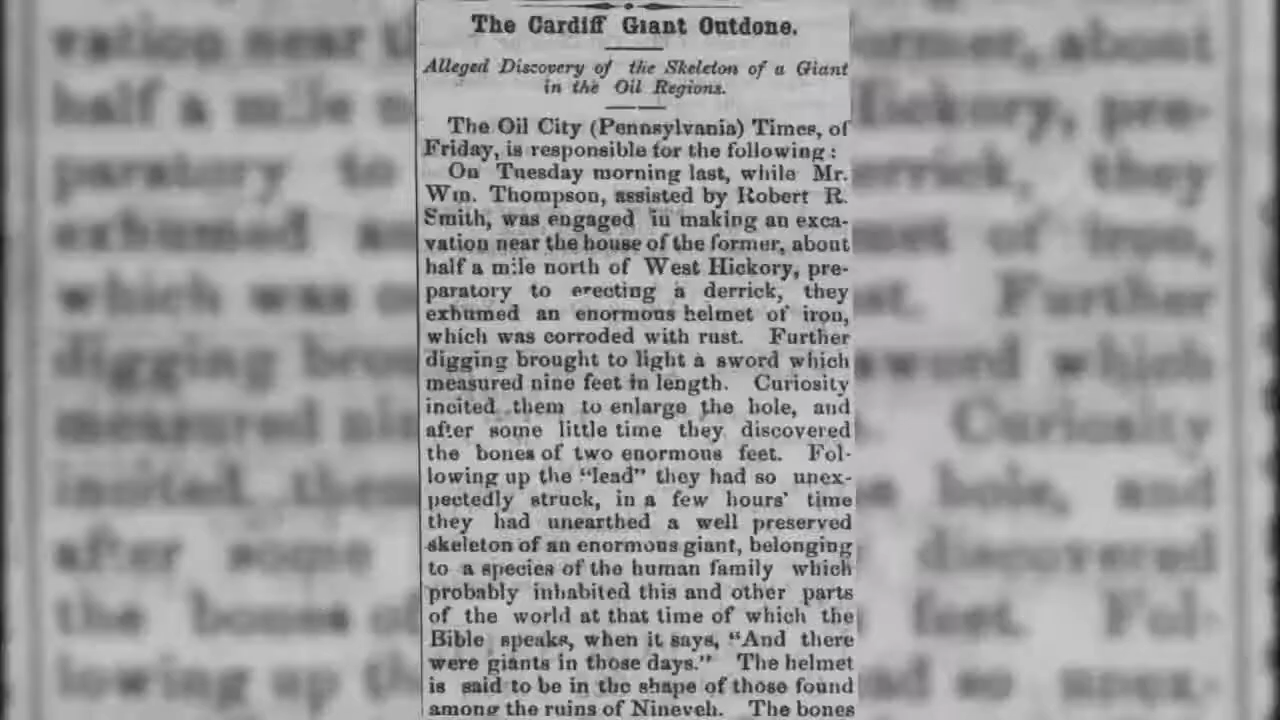 The Cardiff Giant Outdone.
Alleged Discovery of the Skeleton of a Giant
in the Oil Regions.
The Oil City (Pennsylvania) Times, of
Friday, is responsible for the following:
On Tuesday morning last, while Mr.
Wm. Thompson, assisted by Robert R.
Smith, was engaged in making an exca-
vation near the house of the former, about
half a mile north of West Hickory, pre-
paratory to erecting a derrick, they
exhumed an enormous helmet of iron,
which was corroded with rust. Further
digging brought to light a sword which
measured nine feet in length. Curiosity
incited them to enlarge the hole, and
after some little time they discovered
the bones of two enormous feet. Fol-
lowing up the "lead" they had so unex-
pectedly struck, in a few hours' time
they had unearthed a well preserved
skeleton of an enormous giant, belonging
to a species of the human family which
probably inhabited this and other parts
of the world at that time of which the
Bible speaks, when it says, "And there
were giants in those days." The helmet
is said to be in the shape of those found
among the ruins of Nineveh. The bones